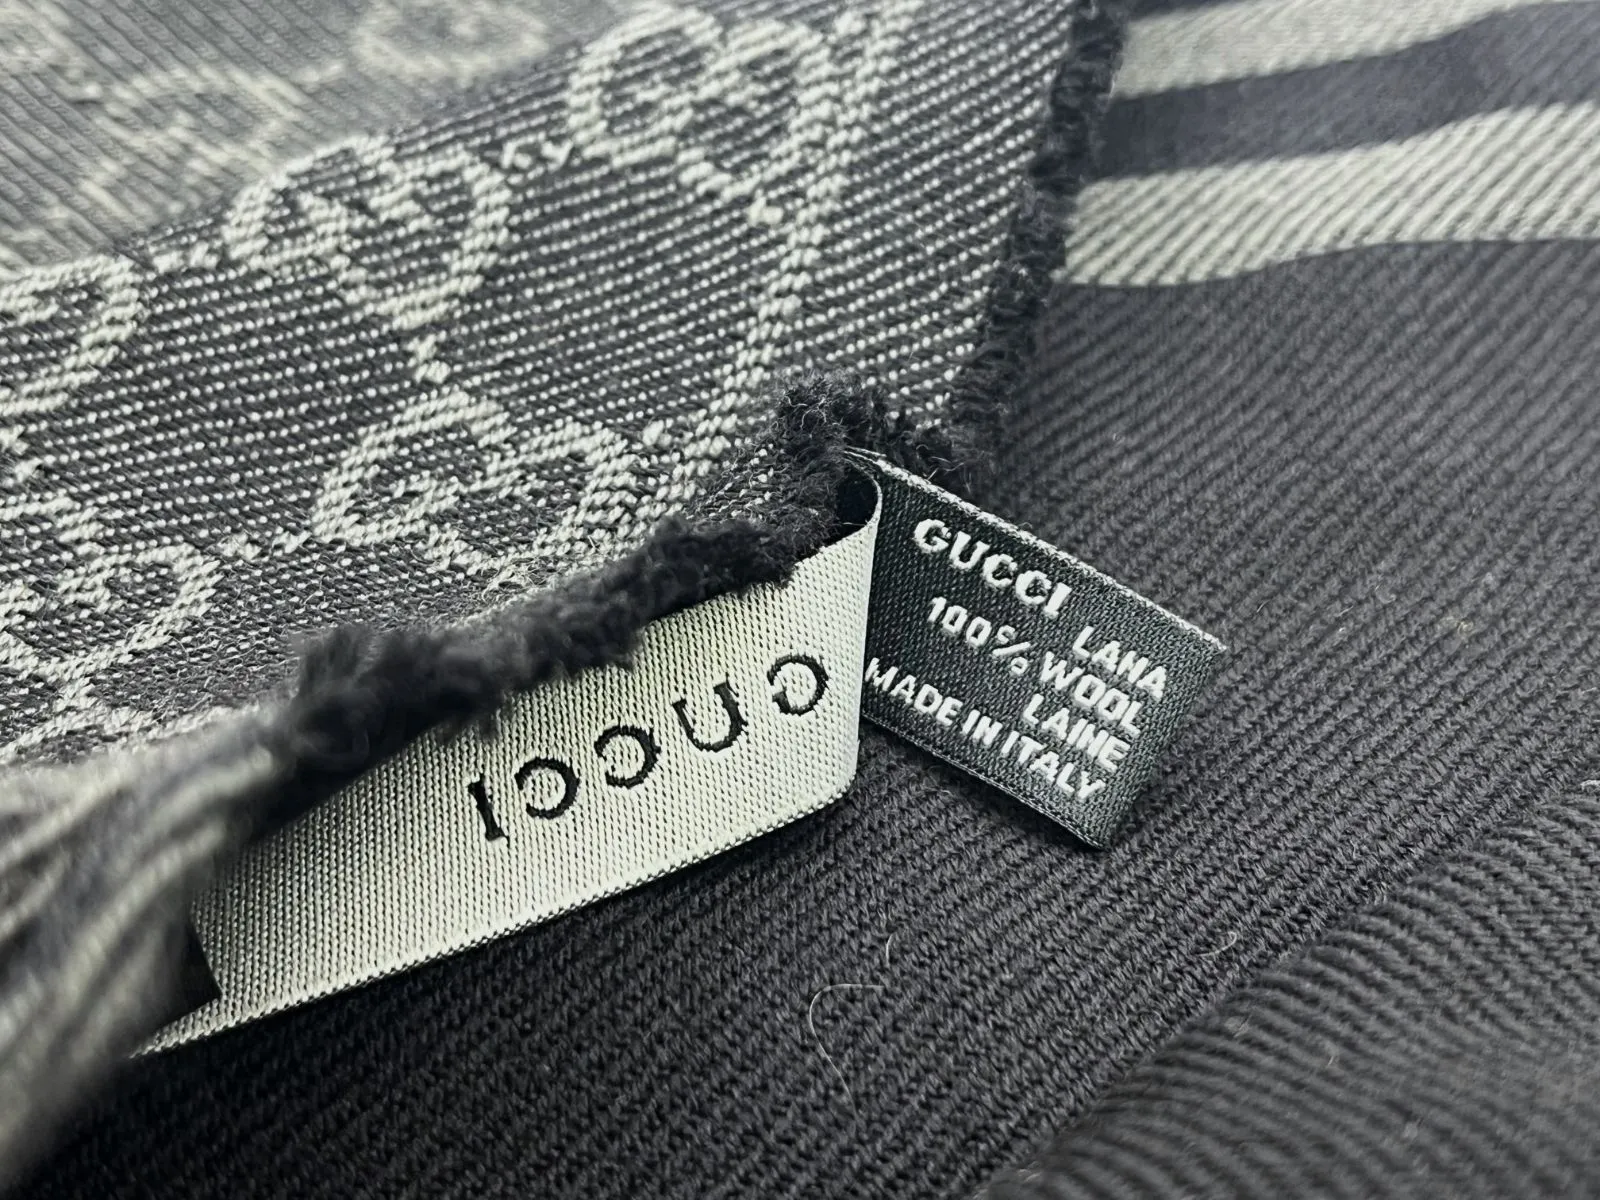 GUCCI
GUCCI
LANA
100% WOOL
LAINE
MADE IN ITALY